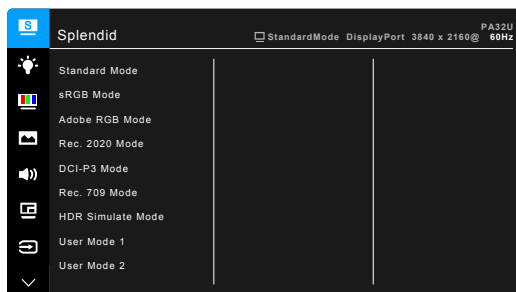 S
PA32U
Splendid
StandardMode DisplayPort 3840 x 2160@ 60Hz
Standard Mode
sRGB Mode
Adobe RGB Mode
Rec. 2020 Mode
DCI-P3 Mode
Rec. 709 Mode
HDR Simulate Mode
User Mode 1
User Mode 2